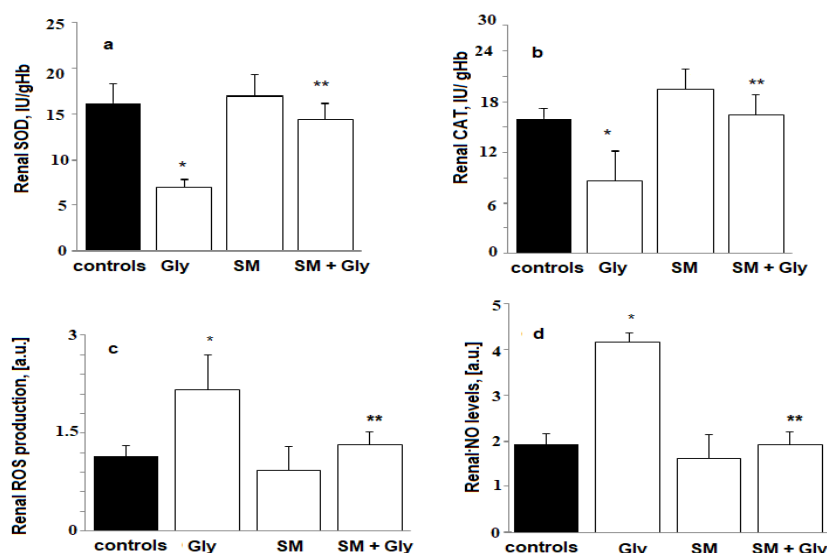 a
Renal SOD, IU/gHb
25
20
15
10
5
0
*
**
controls Gly SM SM + Gly
b
Renal CAT, IU/ gHb
30
24
18
12
6
0
*
**
controls Gly SM SM + Gly
c
Renal ROS production, [a.u.]
3
1.5
0
*
**
controls Gly SM SM + Gly
d
Renal·NO levels, [a.u.]
5
4
3
2
1
0
*
**
controls Gly SM SM + Gly